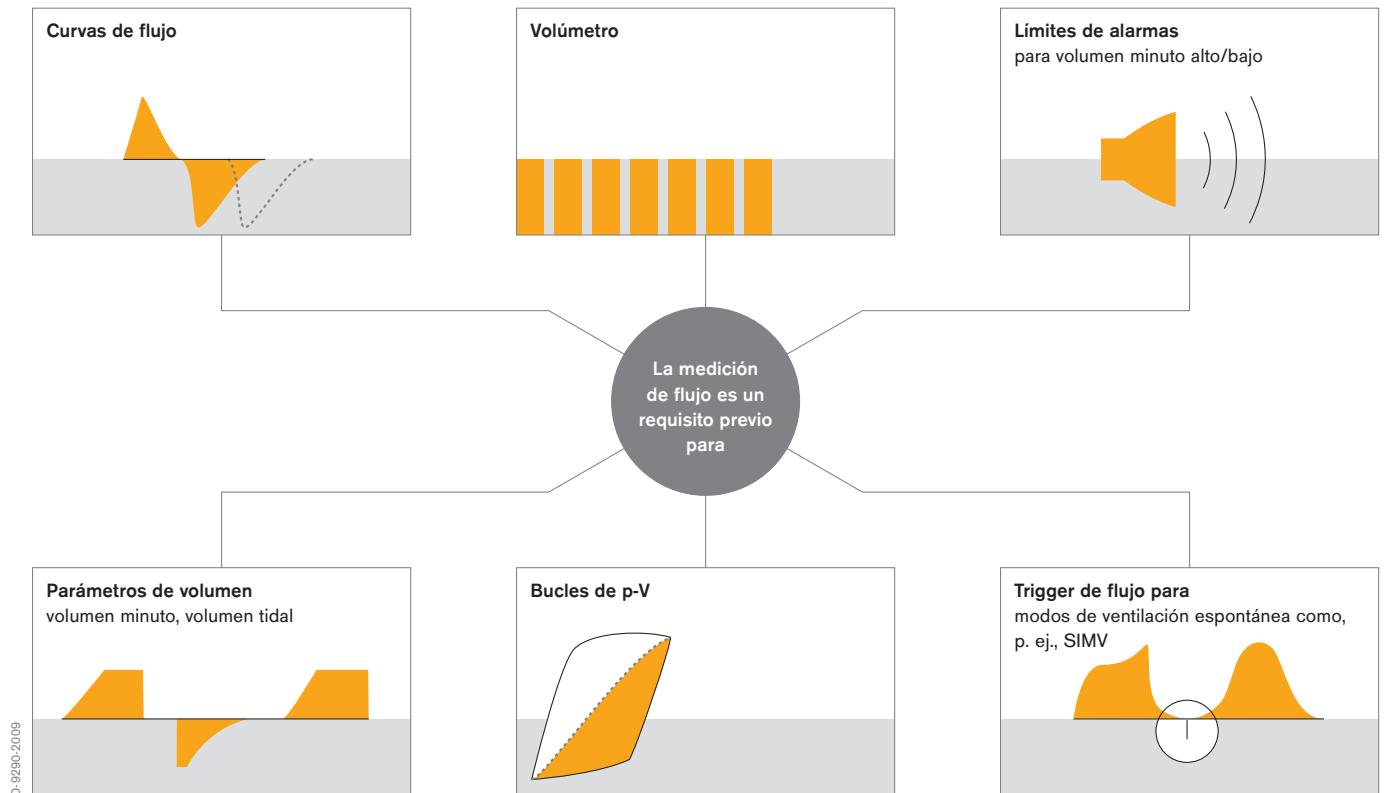 Curvas de flujo
Volúmetro
Límites de alarmas
para volumen minuto alto/bajo
La medición
de flujo es un
requisito previo
para
Parámetros de volumen
volumen minuto, volumen tidal
Bucles de p-V
Trigger de flujo para
modos de ventilación espontánea como,
p. ej., SIMV
-9290-2009